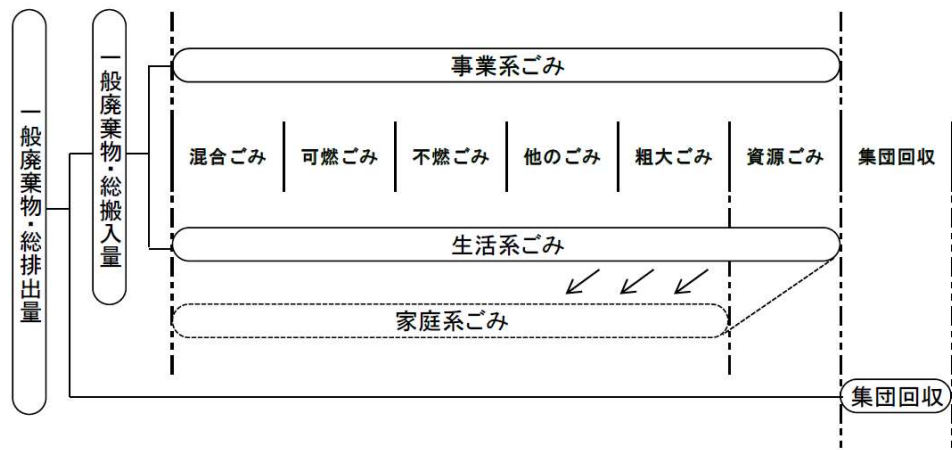 一般廃棄物・総排出量
一般廃棄物・総搬入量
事業系ごみ
混合ごみ
可燃ごみ
不燃ごみ
他のごみ
粗大ごみ
資源ごみ
集団回収
生活系ごみ
家庭系ごみ
集団回収